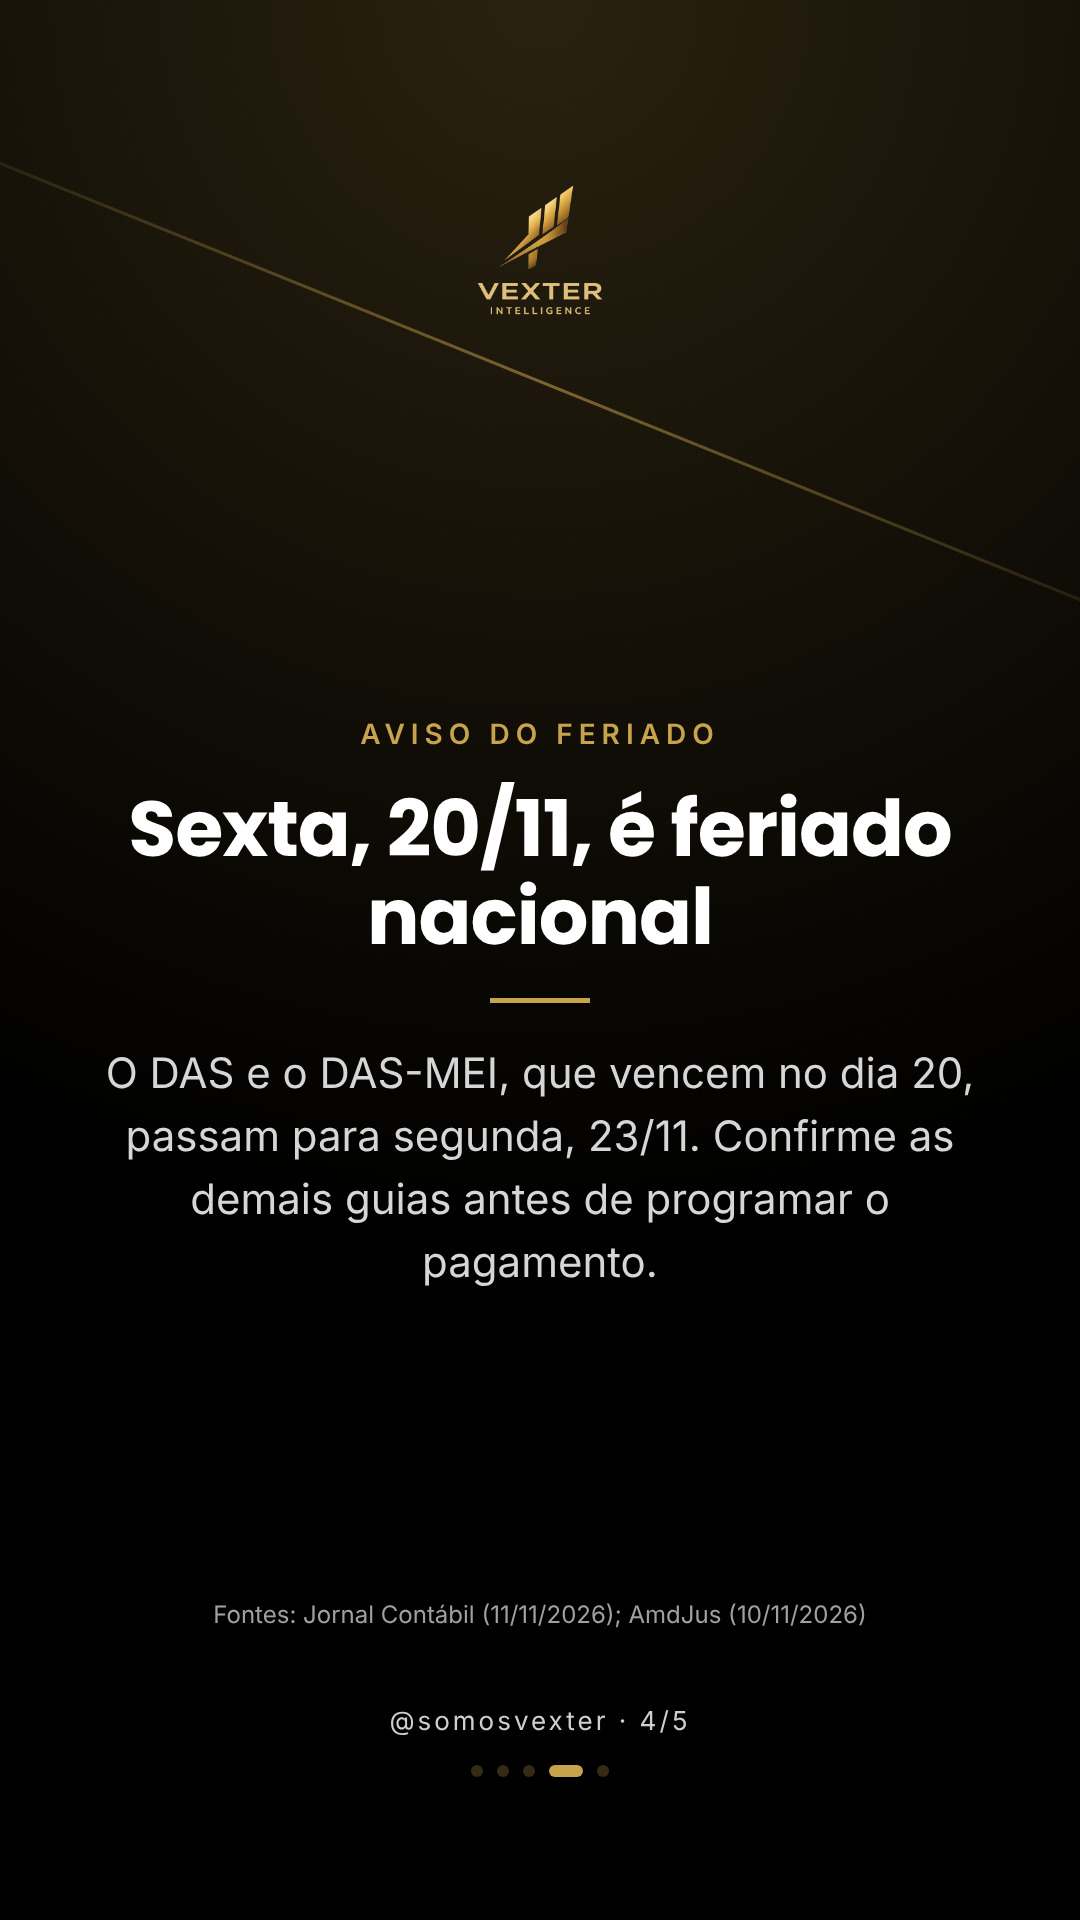 VEXTER
INTELLIGENCE
AVISO DO FERIADO
Sexta, 20/11, é feriado
nacional
O DAS e o DAS-MEI, que vencem no dia 20,
passam para segunda, 23/11. Confirme as
demais guias antes de programar o
pagamento.
Fontes: Jornal Contábil (11/11/2026); AmdJus (10/11/2026)
@somosvexter · 4/5